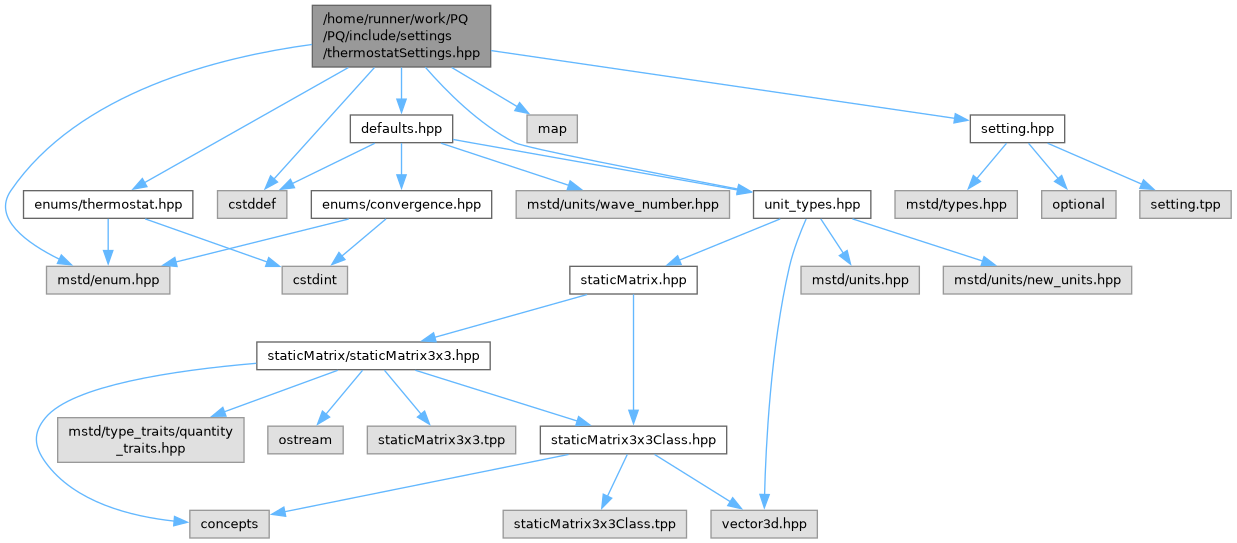 /home/runner/work/PQ
/PQ/include/settings
/thermostatSettings.hpp
defaults.hpp
map
setting.hpp
enums/thermostat.hpp
cstddef
enums/convergence.hpp
mstd/units/wave_number.hpp
unit_types.hpp
mstd/types.hpp
optional
setting.tpp
mstd/enum.hpp
cstdint
staticMatrix.hpp
mstd/units.hpp
mstd/units/new_units.hpp
staticMatrix/staticMatrix3x3.hpp
mstd/type_traits/quantity
_traits.hpp
ostream
staticMatrix3x3.tpp
staticMatrix3x3Class.hpp
concepts
staticMatrix3x3Class.tpp
vector3d.hpp